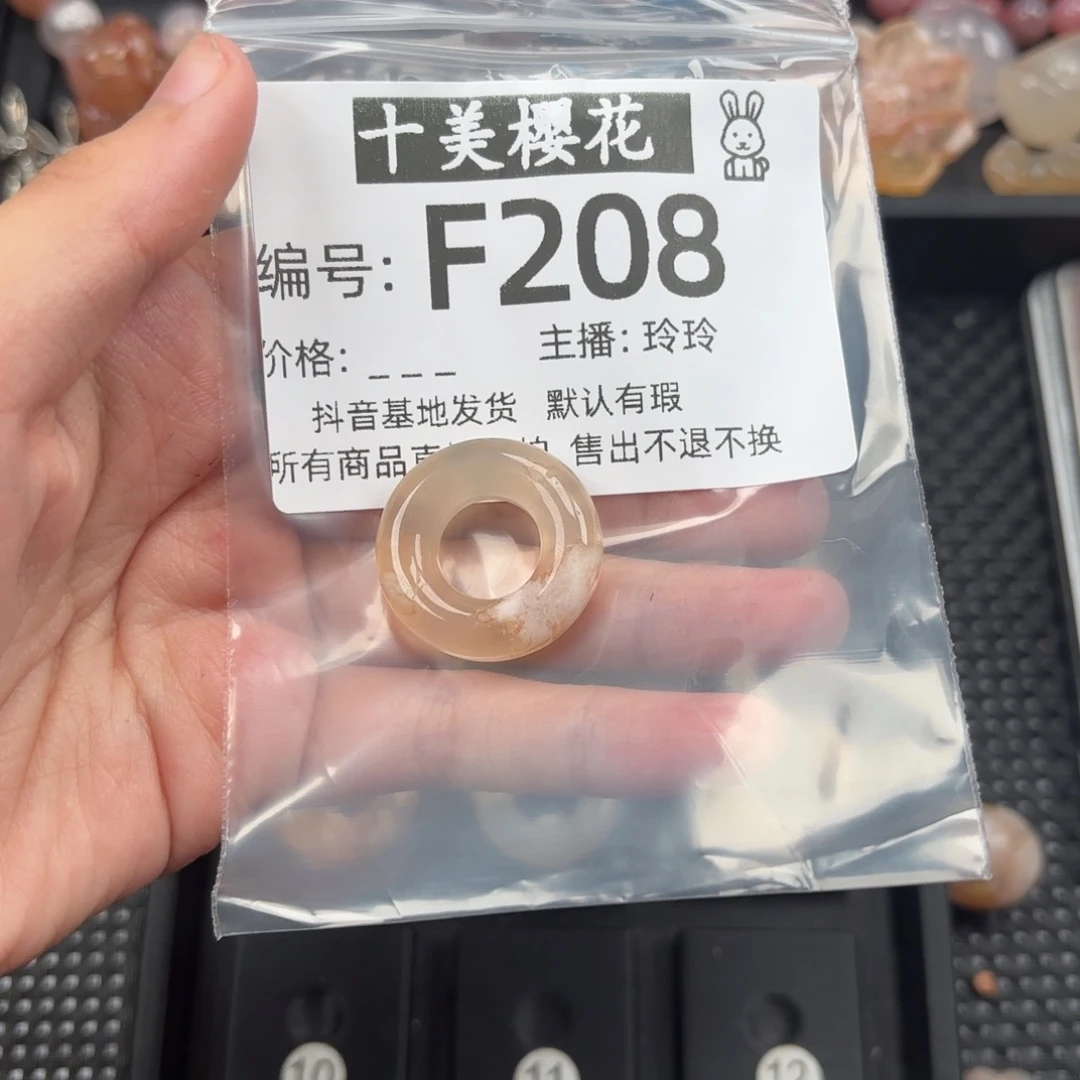 十美樱花
编号: F208
价格: _ _ _ 主播: 玲玲
抖音基地发货 默认有瑕
所有商品 售出不退不换
10 11 12